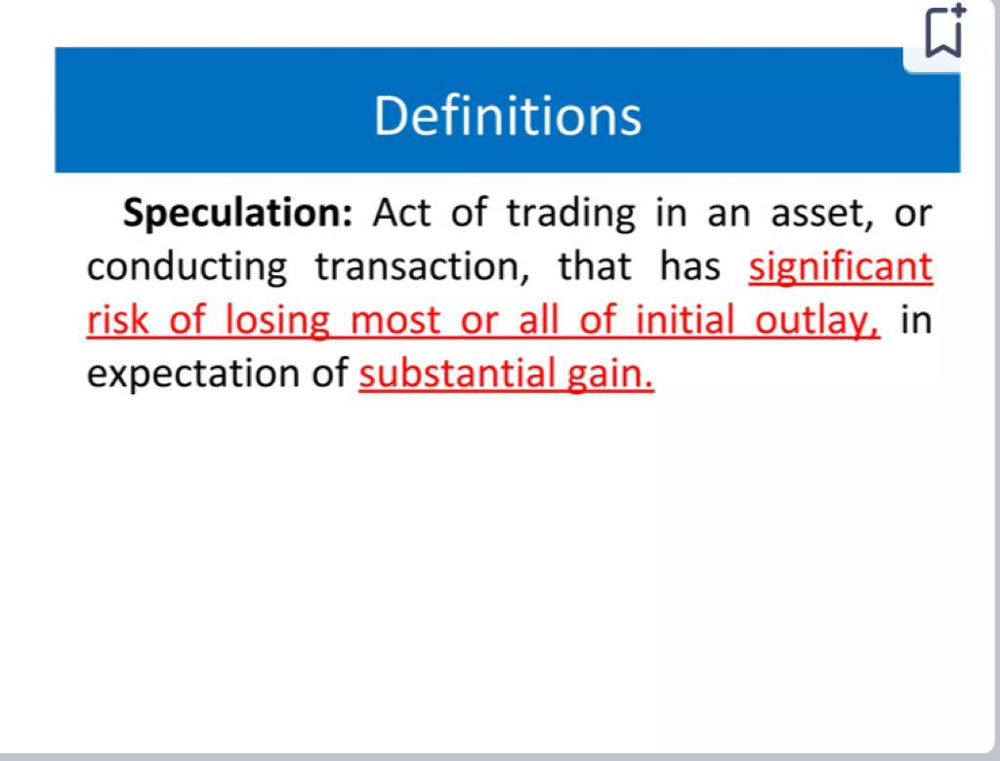 Definitions
Speculation: Act of trading in an asset, or
conducting transaction, that has significant
risk of losing most or all of initial outlay, in
expectation of substantial gain.